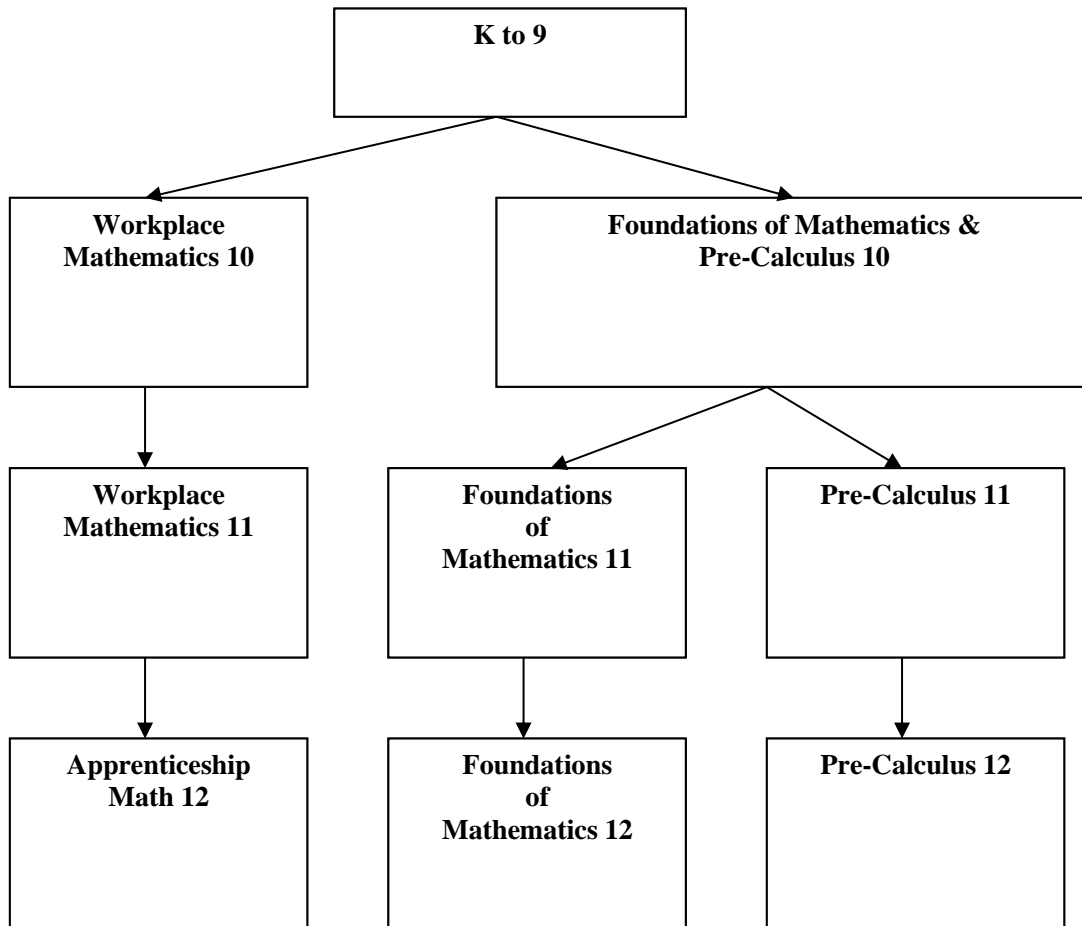 K to 9
Workplace
Mathematics 10
Foundations of Mathematics &
Pre-Calculus 10
Workplace
Mathematics 11
Foundations
of
Mathematics 11
Pre-Calculus 11
Apprenticeship
Math 12
Foundations
of
Mathematics 12
Pre-Calculus 12